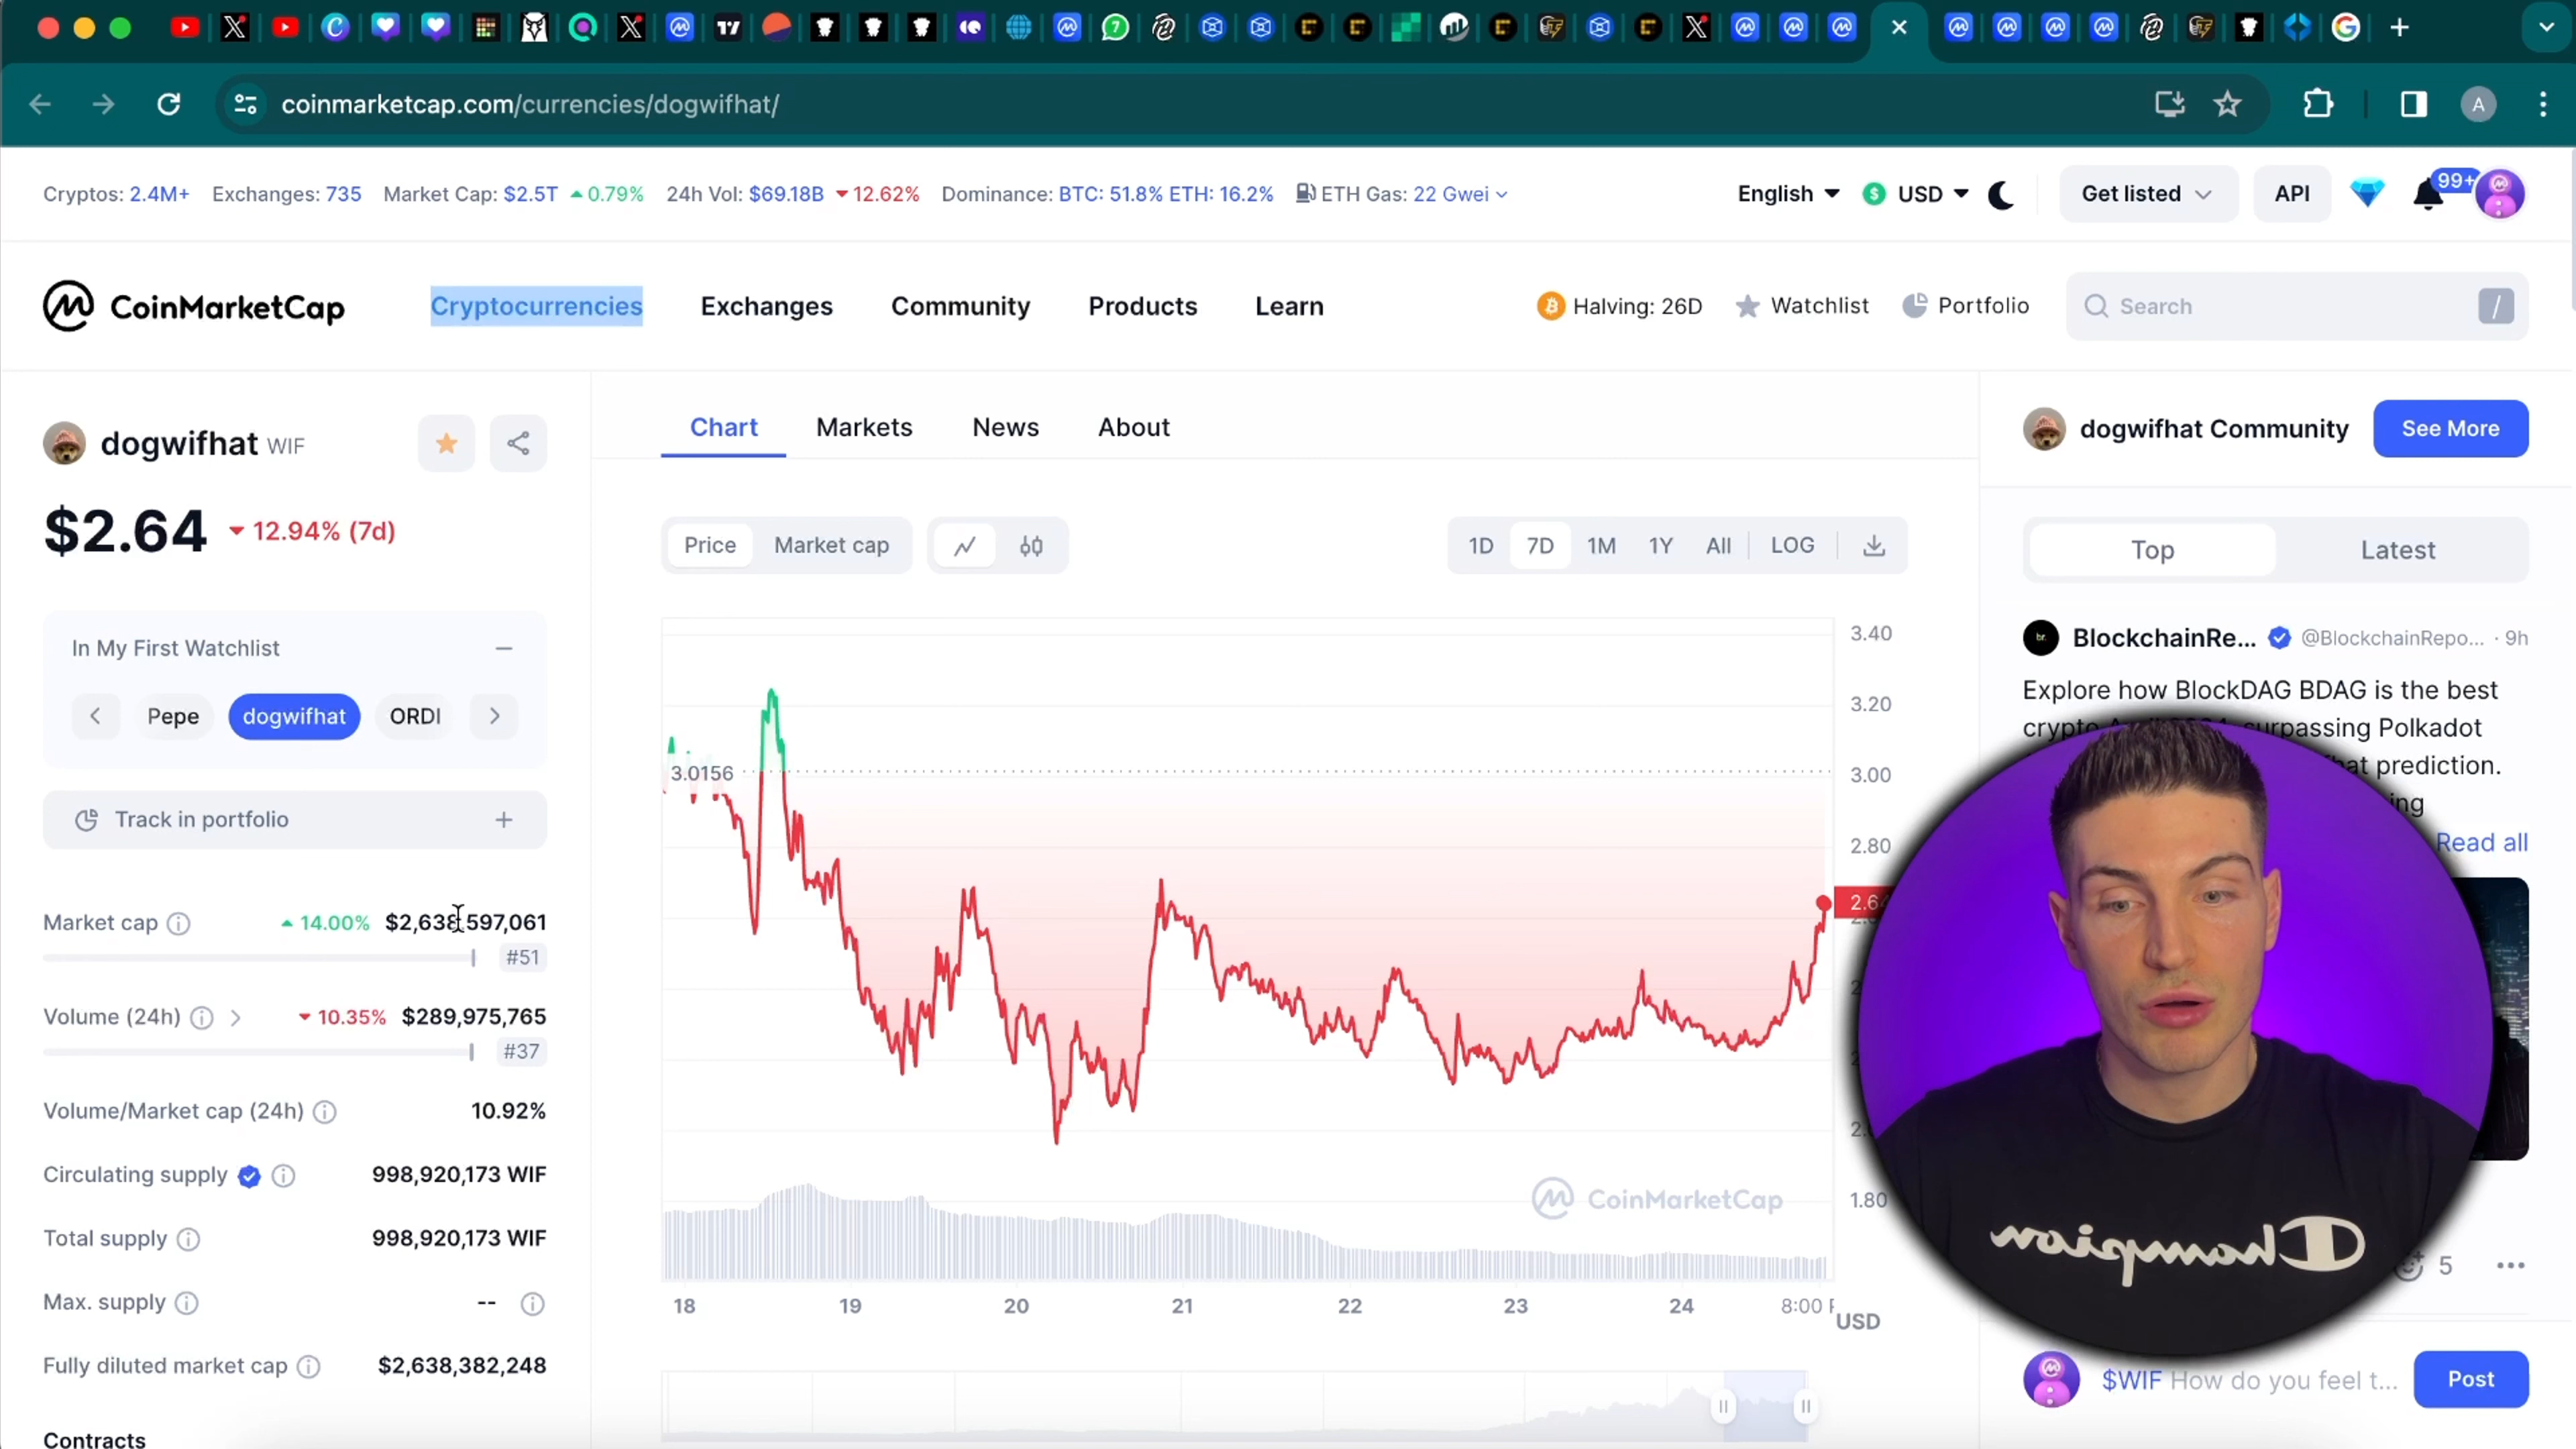 coinmarketcap.com/currencies/dogwifhat/
A
Cryptos: 2.4M+ Exchanges: 735 Market Cap: $2.5T 0.79% 24h Vol: $69.18B 12.62% Dominance: BTC: 51.8% ETH: 16.2% ETH Gas: 22 Gwei
English USD Get listed API 99+
CoinMarketCap Cryptocurrencies Exchanges Community Products Learn Halving: 26D Watchlist Portfolio Search /
dogwifhat WIF
$2.64 12.94% (7d)
In My First Watchlist
Pepe dogwifhat ORDI
Track in portfolio
Market cap 14.00% $2,638,597,061
#51
Volume (24h) 10.35% $289,975,765
#37
Volume/Market cap (24h) 10.92%
Circulating supply 998,920,173 WIF
Total supply 998,920,173 WIF
Max. supply --
Fully diluted market cap $2,638,382,248
Contracts
Chart Markets News About
Price Market cap 1D 7D 1M 1Y All LOG
3.40
3.20
3.0156
3.00
2.80
1.80
CoinMarketCap
18 19 20 21 22 23 24 8:00
USD
dogwifhat Community See More
Top Latest
BlockchainRe... @BlockchainRepo... · 9h
Explore how BlockDAG BDAG is the best
crypto surpassing Polkadot
prediction.
Read all
Champion
5
$WIF How do you feel t... Post